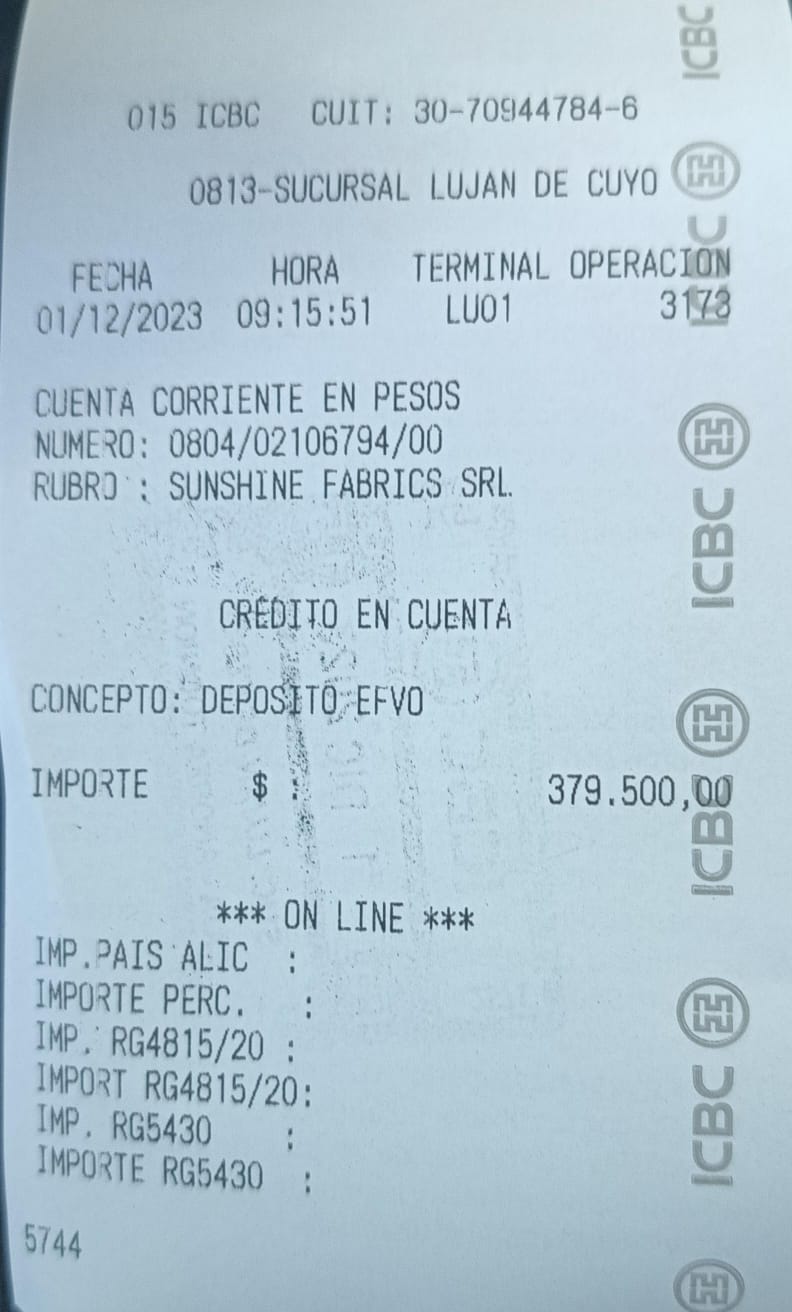 015 ICBC CUIT: 30-70944784-6
0813-SUCURSAL LUJAN DE CUYO
FECHA HORA TERMINAL OPERACION
01/12/2023 09:15:51 LU01 3173
CUENTA CORRIENTE EN PESOS
NUMERO: 0804/02106794/00
RUBRO : SUNSHINE FABRICS SRL.
CREDITO EN CUENTA
CONCEPTO: DEPOSITO EFVO
IMPORTE $ : 379.500,00
*** ON LINE ***
IMP.PAIS ALIC :
IMPORTE PERC. :
IMP. RG4815/20 :
IMPORT RG4815/20:
IMP. RG5430 :
IMPORTE RG5430 :
5744
ICBC
ICBC
ICBC
ICBC
ICBC